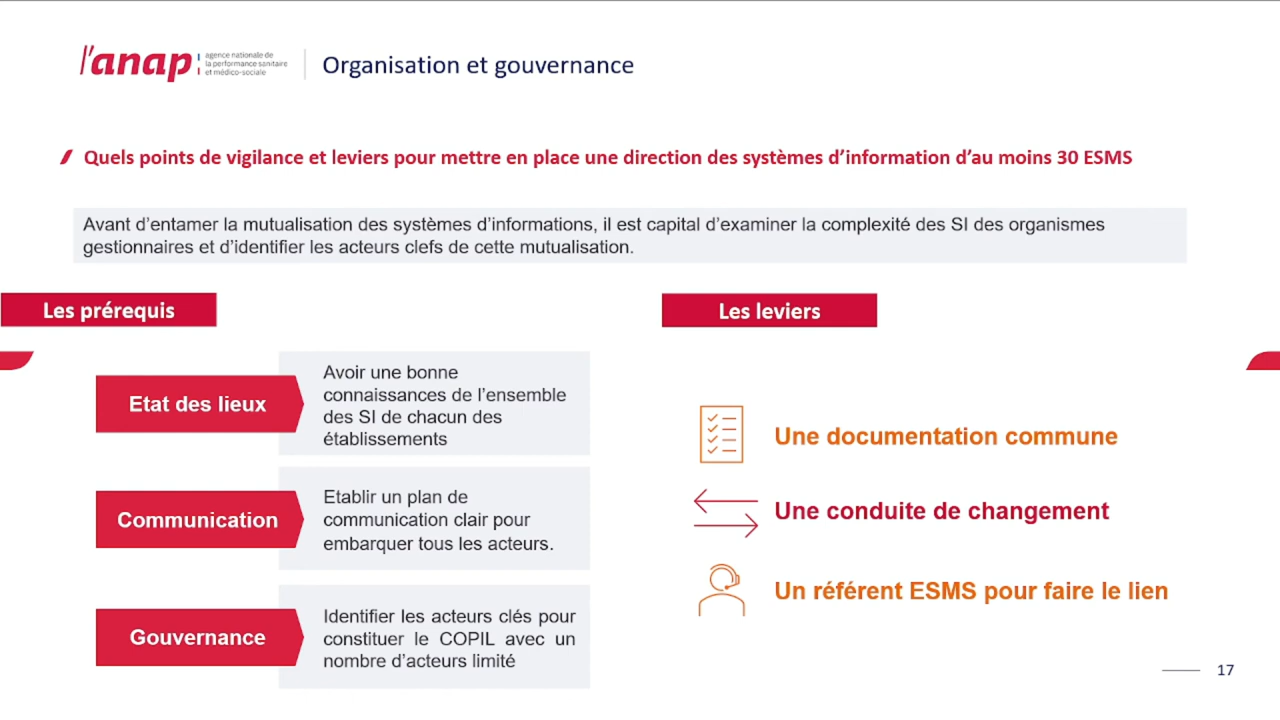 l'anap
agence nationale de
la performance sanitaire
et médico-sociale
Organisation et gouvernance
Quels points de vigilance et leviers pour mettre en place une direction des systèmes d’information d’au moins 30 ESMS
Avant d’entamer la mutualisation des systèmes d’informations, il est capital d’examiner la complexité des SI des organismes
gestionnaires et d’identifier les acteurs clefs de cette mutualisation.
Les prérequis
Etat des lieux
Avoir une bonne
connaissances de l’ensemble
des SI de chacun des
établissements
Communication
Etablir un plan de
communication clair pour
embarquer tous les acteurs.
Gouvernance
Identifier les acteurs clés pour
constituer le COPIL avec un
nombre d’acteurs limité
Les leviers
Une documentation commune
Une conduite de changement
Un référent ESMS pour faire le lien
17